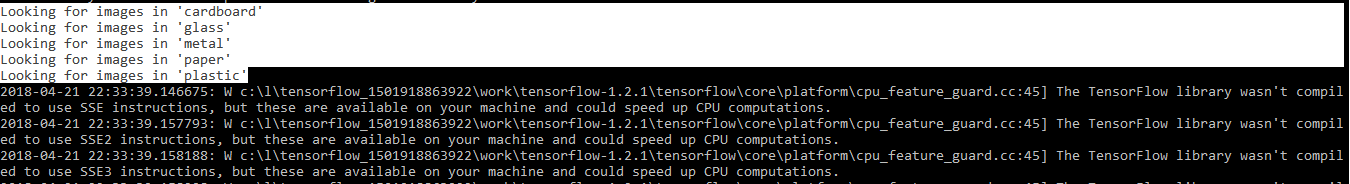 Looking for images in 'cardboard'
Looking for images in 'glass'
Looking for images in 'metal'
Looking for images in 'paper'
Looking for images in 'plastic'
2018-04-21 22:33:39.146675: W c:\l\tensorflow_1501918863922\work\tensorflow-1.2.1\tensorflow\core\platform\cpu_feature_guard.cc:45] The TensorFlow library wasn't compil
ed to use SSE instructions, but these are available on your machine and could speed up CPU computations.
2018-04-21 22:33:39.157793: W c:\l\tensorflow_1501918863922\work\tensorflow-1.2.1\tensorflow\core\platform\cpu_feature_guard.cc:45] The TensorFlow library wasn't compil
ed to use SSE2 instructions, but these are available on your machine and could speed up CPU computations.
2018-04-21 22:33:39.158188: W c:\l\tensorflow_1501918863922\work\tensorflow-1.2.1\tensorflow\core\platform\cpu_feature_guard.cc:45] The TensorFlow library wasn't compil
ed to use SSE3 instructions, but these are available on your machine and could speed up CPU computations.